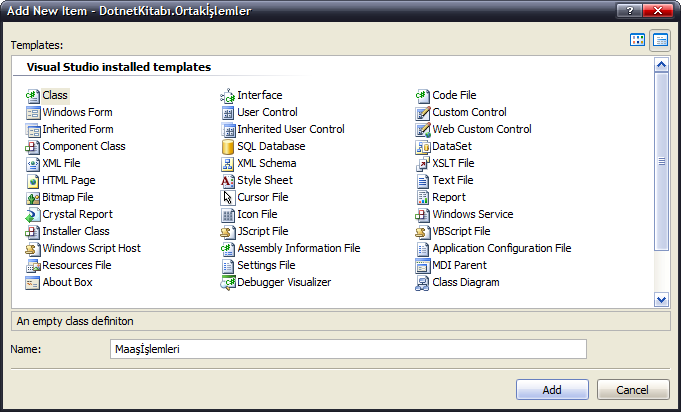 Add New Item - DotnetKitabı.Ortakİşlemler
Templates:
Visual Studio installed templates
Class Interface Code File
Windows Form User Control Custom Control
Inherited Form Inherited User Control Web Custom Control
Component Class SQL Database DataSet
XML File XML Schema XSLT File
HTML Page Style Sheet Text File
Bitmap File Cursor File Report
Crystal Report Icon File Windows Service
Installer Class JScript File VBScript File
Windows Script Host Assembly Information File Application Configuration File
Resources File Settings File MDI Parent
About Box Debugger Visualizer Class Diagram
An empty class definiton
Name: Maaşİşlemleri
Add Cancel